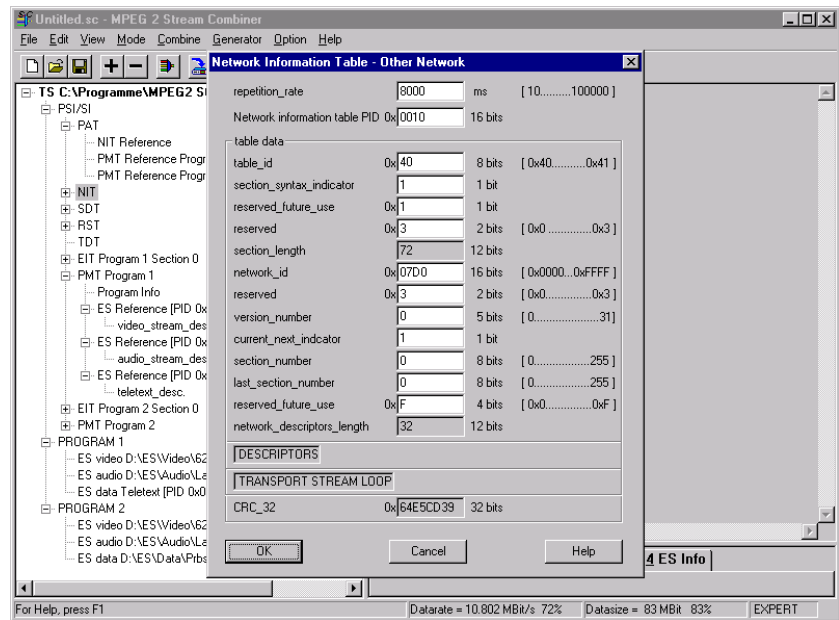 Untitled.sc - MPEG 2 Stream Combiner
File Edit View Mode Combine Generator Option Help
Network Information Table - Other Network
TS C:\Programme\MPEG2 S
PSI/SI
PAT
NIT Reference
PMT Reference Progr
PMT Reference Progr
NIT
SDT
RST
TDT
EIT Program 1 Section 0
PMT Program 1
Program Info
ES Reference [PID 0x
video_stream_des
ES Reference [PID 0x
audio_stream_des
ES Reference [PID 0x
teletext_desc.
EIT Program 2 Section 0
PMT Program 2
PROGRAM 1
ES video D:\ES\Video\62
ES audio D:\ES\Audio\La
ES data Teletext [PID 0x0
PROGRAM 2
ES video D:\ES\Video\62
ES audio D:\ES\Audio\La
ES data D:\ES\Data\Prbs
repetition_rate 8000 ms [ 10.........100000 ]
Network information table PID 0x 0010 16 bits
table data
table_id 0x 40 8 bits [ 0x40...........0x41 ]
section_syntax_indicator 1 1 bit
reserved_future_use 0x 1 1 bit
reserved 0x 3 2 bits [ 0x0 .............0x3 ]
section_length 72 12 bits
network_id 0x 07D0 16 bits [ 0x0000...0xFFFF ]
reserved 0x 3 2 bits [ 0x0..............0x3 ]
version_number 0 5 bits [ 0...................31]
current_next_indcator 1 1 bit
section_number 0 8 bits [ 0.................255 ]
last_section_number 0 8 bits [ 0.................255 ]
reserved_future_use 0x F 4 bits [ 0x0..............0xF ]
network_descriptors_length 32 12 bits
DESCRIPTORS
TRANSPORT STREAM LOOP
CRC_32 0x 64E5CD39 32 bits
OK Cancel Help
4 ES Info
For Help, press F1 Datarate = 10.802 MBit/s 72% Datasize = 83 MBit 83% EXPERT